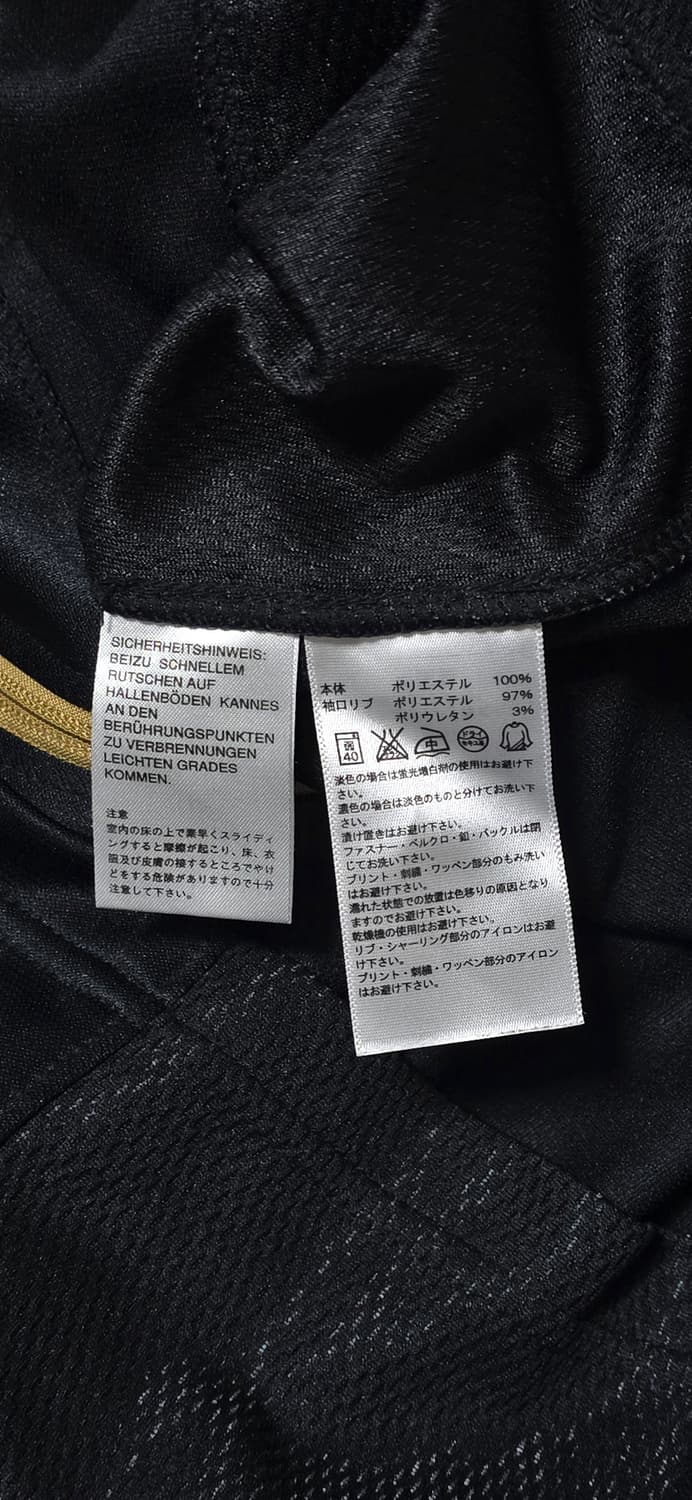 SICHERHEITSHINWEIS:
BEIZU SCHNELLEM
RUTSCHEN AUF
HALLENBÖDEN KANNES
AN DEN
BERÜHRUNGSPUNKTEN
ZU VERBRENNUNGEN
LEICHTEN GRADES
KOMMEN.
注意
室内の床の上で素早くスライディ
ングすると摩擦が起こり、床、衣
服及び皮膚の接するところでやけ
どをする危険がありますので十分
注意して下さい。
本体 ポリエステル 100%
袖口リブ ポリエステル 97%
ポリウレタン 3%
弱
40
中
ドライ
セキユ系
淡色の場合は蛍光増白剤の使用はお避け下
さい。
濃色の場合は淡色のものと分けてお洗い下
さい。
漬け置きはお避け下さい。
ファスナー・ベルクロ・釦・バックルは閉
じてお洗い下さい。
プリント・刺繍・ワッペン部分のもみ洗い
はお避け下さい。
濡れた状態での放置は色移りの原因となり
ますのでお避け下さい。
乾燥機の使用はお避け下さい。
リブ・シャーリング部分のアイロンはお避
け下さい。
プリント・刺繍・ワッペン部分のアイロン
はお避け下さい。